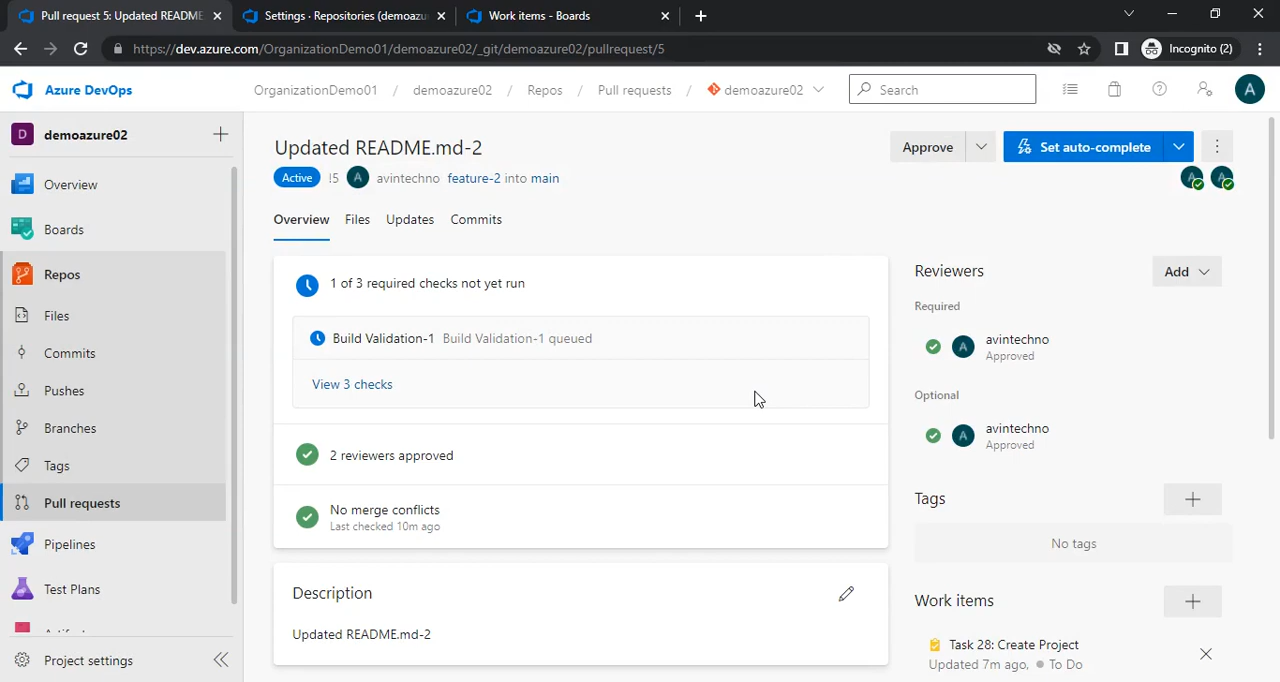 Pull request 5: Updated README.
Settings · Repositories (demoazu
Work items - Boards
https://dev.azure.com/OrganizationDemo01/demoazure02/_git/demoazure02/pullrequest/5
Incognito (2)
Azure DevOps
OrganizationDemo01 / demoazure02 / Repos / Pull requests / demoazure02
Search
A
D demoazure02
Overview
Boards
Repos
Files
Commits
Pushes
Branches
Tags
Pull requests
Pipelines
Test Plans
Project settings
Updated README.md-2
Approve
Set auto-complete
Active !5 A avintechno feature-2 into main
A A
Overview Files Updates Commits
1 of 3 required checks not yet run
Build Validation-1 Build Validation-1 queued
View 3 checks
2 reviewers approved
No merge conflicts
Last checked 10m ago
Description
Updated README.md-2
Reviewers
Add
Required
A avintechno
Approved
Optional
A avintechno
Approved
Tags
No tags
Work items
Task 28: Create Project
Updated 7m ago, To Do